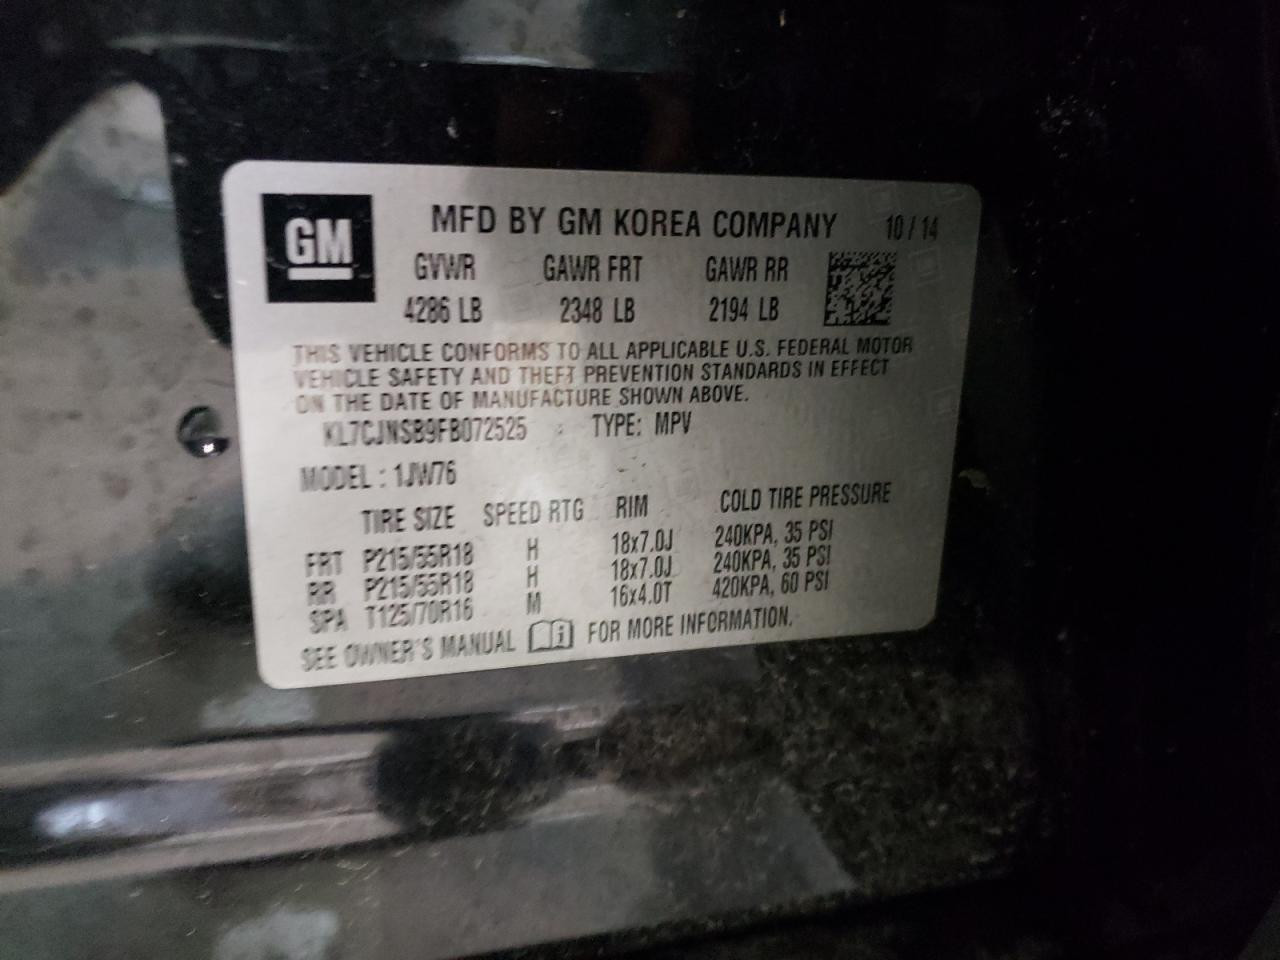 GM
MFD BY GM KOREA COMPANY 10 / 14
GVWR GAWR FRT GAWR RR
4286 LB 2348 LB 2194 LB
THIS VEHICLE CONFORMS TO ALL APPLICABLE U.S. FEDERAL MOTOR
VEHICLE SAFETY AND THEFT PREVENTION STANDARDS IN EFFECT
ON THE DATE OF MANUFACTURE SHOWN ABOVE.
KL7CJNSB9FB072525 TYPE: MPV
MODEL : 1JW76
TIRE SIZE SPEED RTG RIM COLD TIRE PRESSURE
FRT P215/55R18 H 18x7.0J 240KPA, 35 PSI
RR P215/55R18 H 18x7.0J 240KPA, 35 PSI
SPA T125/70R16 M 16x4.0T 420KPA, 60 PSI
SEE OWNER'S MANUAL i FOR MORE INFORMATION.